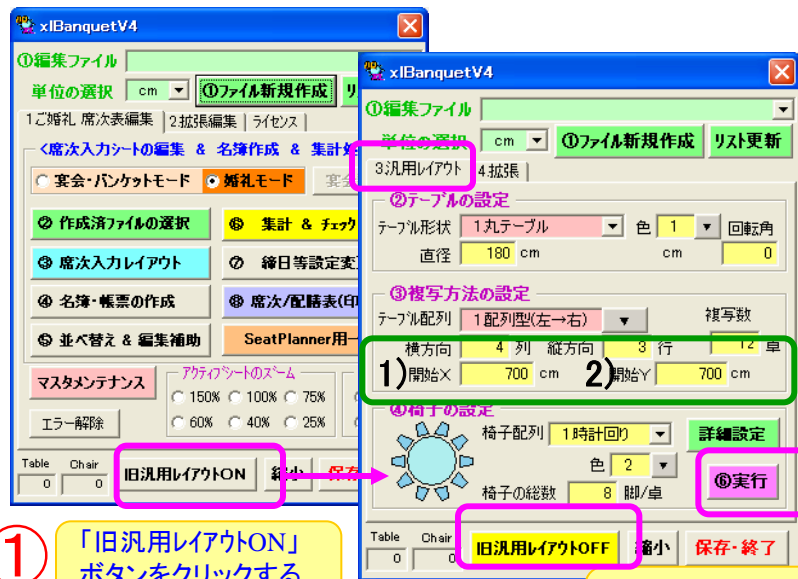 xlBanquetV4
①編集ファイル
単位の選択 cm ①ファイル新規作成
1ご婚礼 席次表編集 2拡張編集 ライセンス
<席次入力シートの編集 & 名簿作成 & 集計
宴会・バンケットモード 婚礼モード
② 作成済ファイルの選択 ⑥ 集計 & チェック
③ 席次入力レイアウト ⑦ 締日等設定変
④ 名簿・帳票の作成 ⑧ 席次/配膳表(印
⑤ 並べ替え & 編集補助 SeatPlanner用一
マスタメンテナンス アクティブシートのズーム
150% 100% 75%
エラー解除 60% 40% 25%
Table Chair
0 0 旧汎用レイアウトON 縮小 保存
1
「旧汎用レイアウトON」
ボタンをクリックする
xlBanquetV4
①編集ファイル
単位の選択 cm ①ファイル新規作成 リスト更新
3汎用レイアウト 4拡張
②テーブルの設定
テーブル形状 1丸テーブル 色 1 回転角
直径 180 cm cm 0
③複写方法の設定
テーブル配列 1配列型(左→右) 複写数
横方向 4 列 縦方向 3 行 12 卓
1) 開始X 700 cm 2) 開始Y 700 cm
④椅子の設定
椅子配列 1時計回り 詳細設定
色 2 ⑥実行
椅子の総数 8 脚/卓
Table Chair
0 0 旧汎用レイアウトOFF 縮小 保存・終了